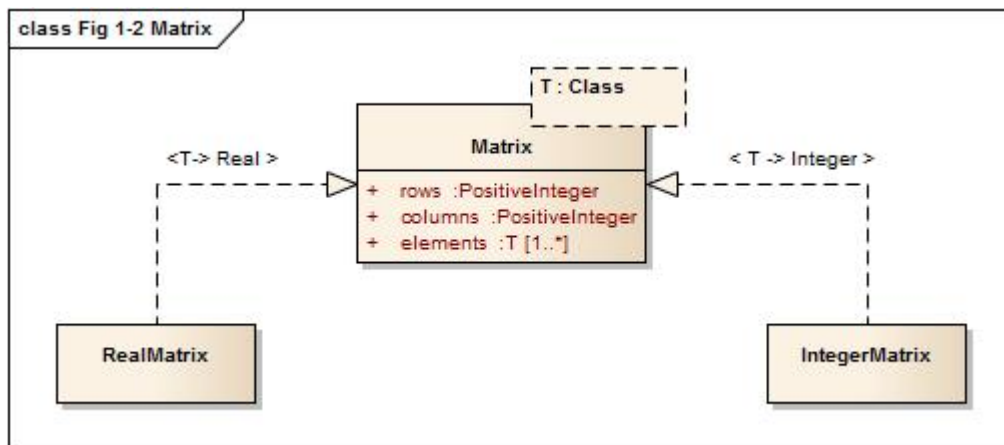 class Fig 1-2 Matrix
T : Class
Matrix
<T-> Real >
< T -> Integer >
+ rows :PositiveInteger
+ columns :PositiveInteger
+ elements :T [1..*]
RealMatrix
IntegerMatrix